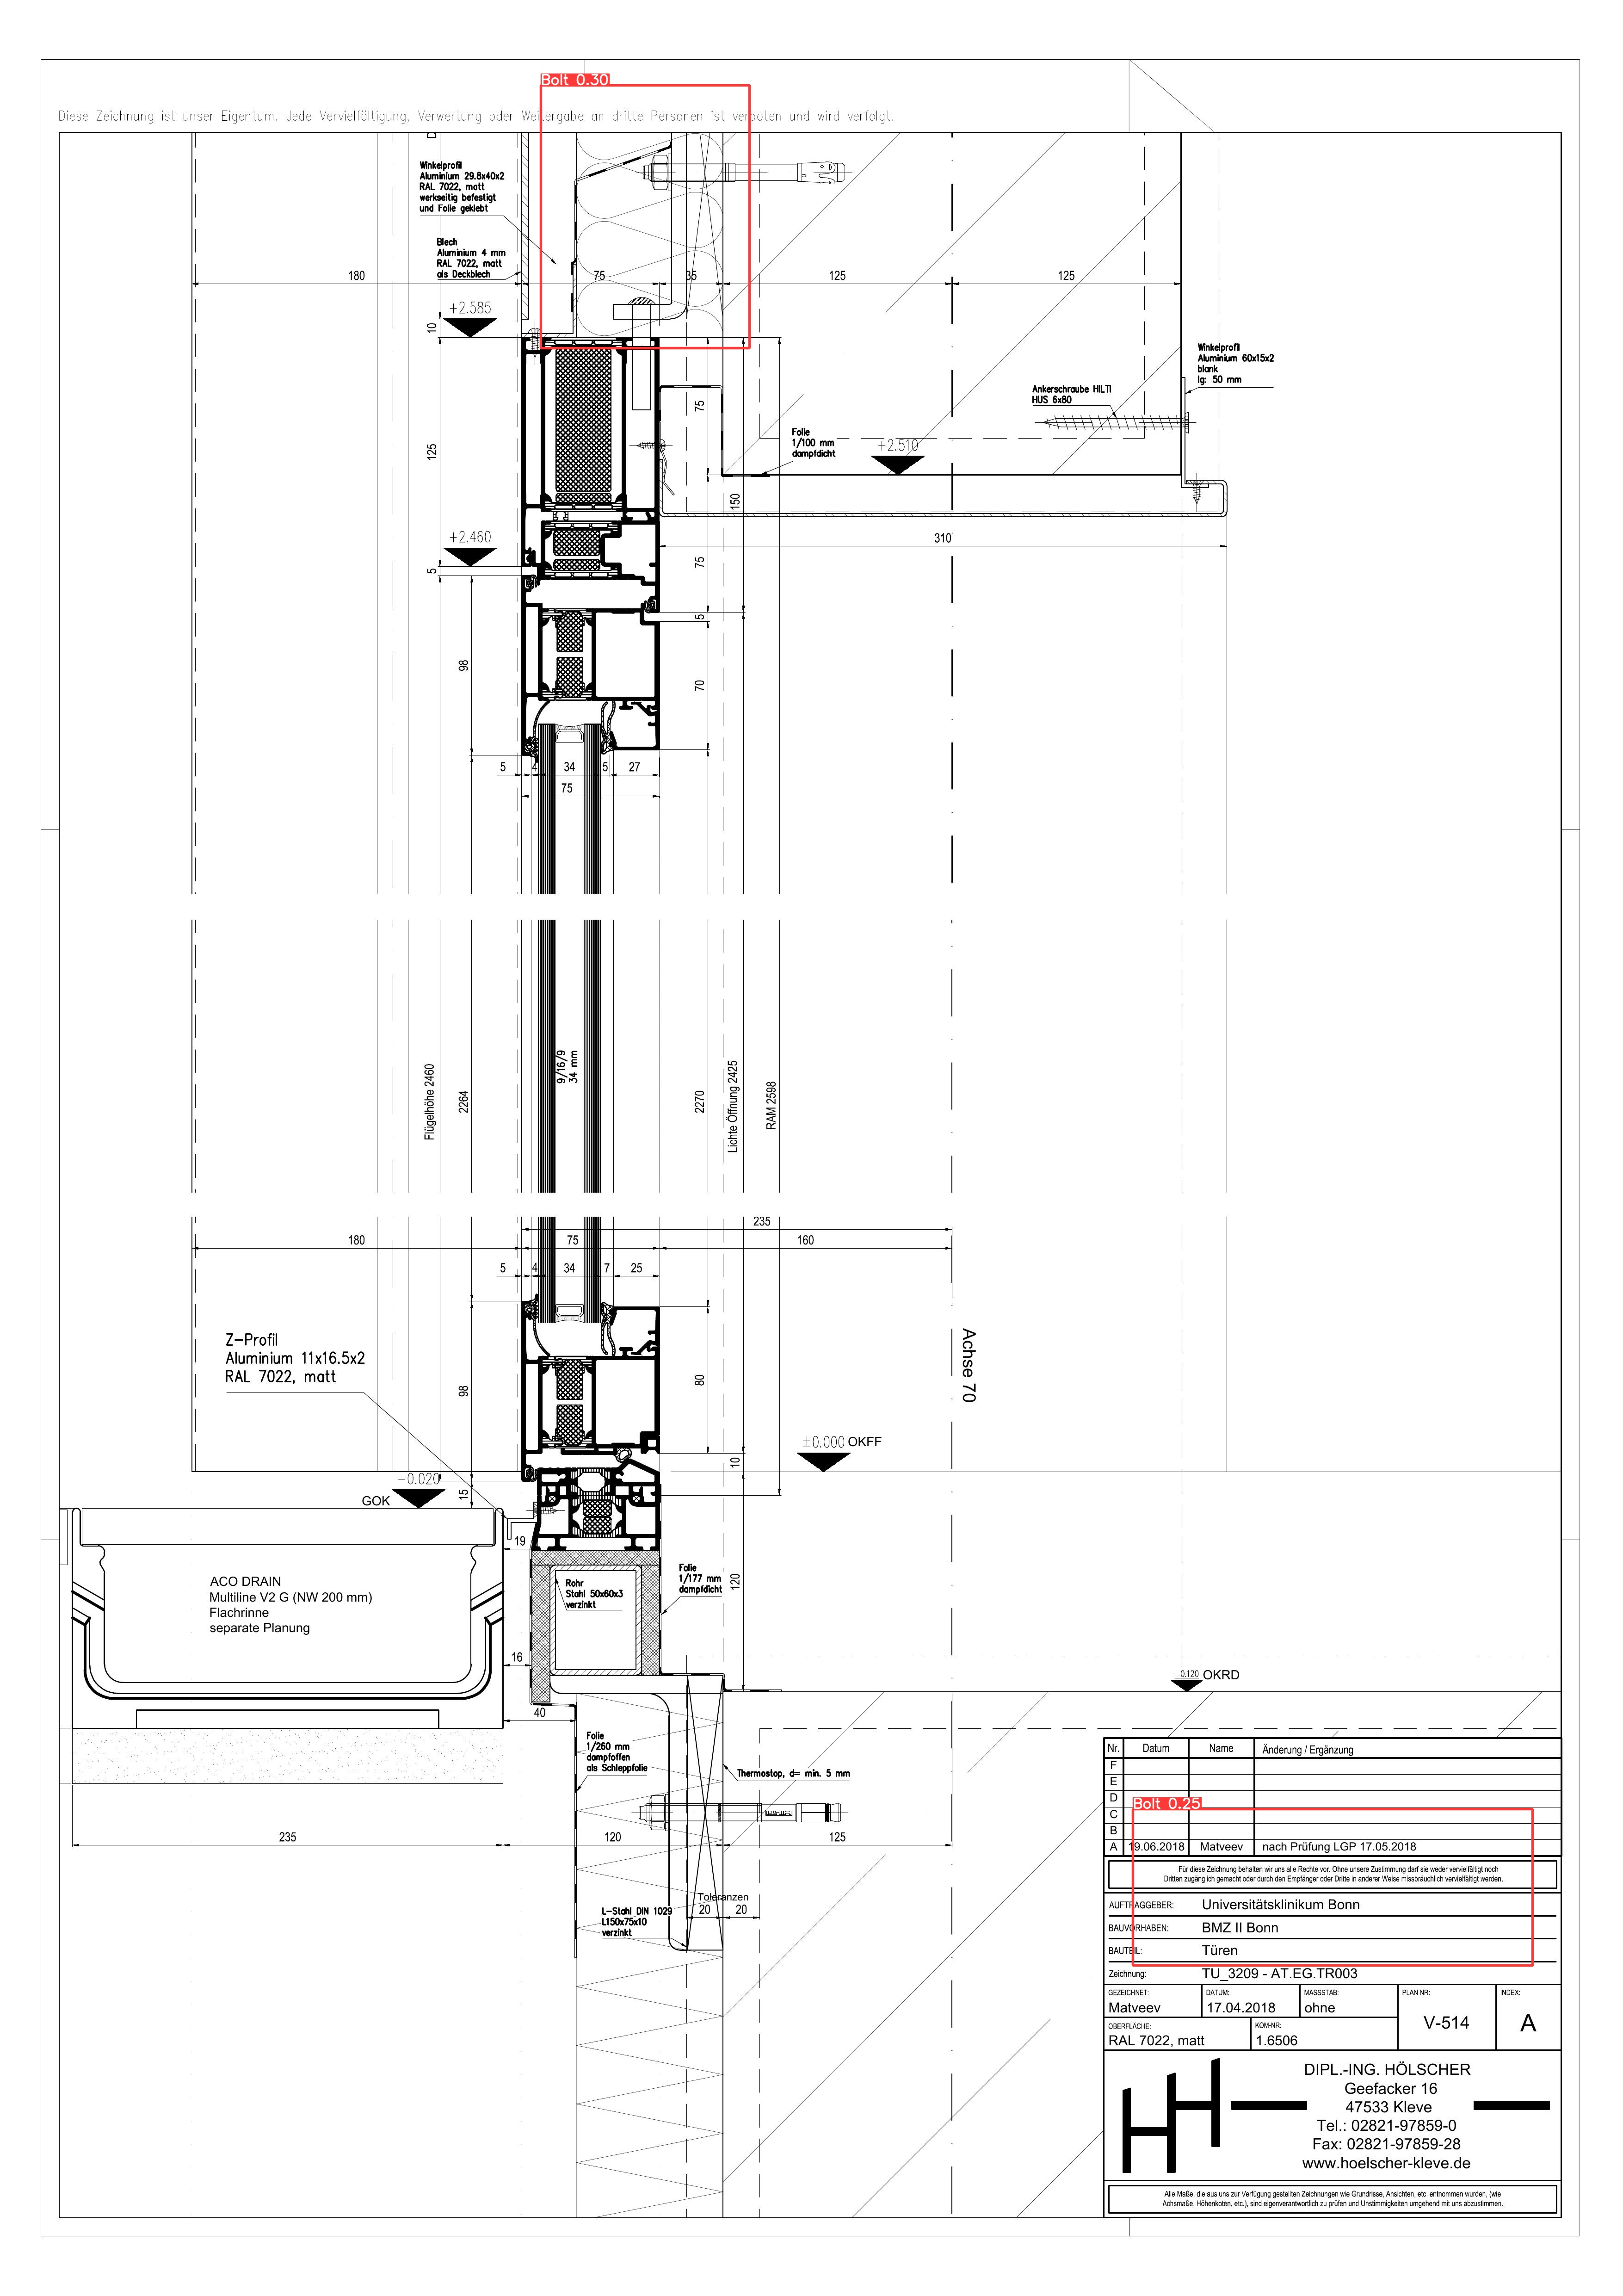 Bolt 0.30
Diese Zeichnung ist unser Eigentum. Jede Vervielfältigung, Verwertung oder Weitergabe an dritte Personen ist verboten und wird verfolgt.
Winkelprofil
Aluminium 29.8x40x2
RAL 7022, matt
werkseitig befestigt
und Folie geklebt
Blech
Aluminium 4 mm
RAL 7022, matt
als Deckblech
180
75
35
125
125
+2.585
10
Winkelprofil
Aluminium 60x15x2
blank
lg: 50 mm
Ankerschraube HILTI
HUS 6x80
75
Folie
1/100 mm
dampfdicht
+2.510
125
150
310
+2.460
5
75
5
98
70
5
4
34
5
27
75
9/16/9
34 mm
Flügelhöhe 2460
2264
2270
Lichte Öffnung 2425
RAM 2598
235
180
75
160
5
4
34
7
25
Z-Profil
Aluminium 11x16.5x2
RAL 7022, matt
98
80
Achse 70
±0.000 OKFF
10
-0.020
GOK
15
19
ACO DRAIN
Multiline V2 G (NW 200 mm)
Flachrinne
separate Planung
Rohr
Stahl 50x60x3
verzinkt
Folie
1/177 mm
dampfdicht
120
16
-0.120 OKRD
40
Folie
1/260 mm
dampfoffen
als Schleppfolie
Thermostop, d= min. 5 mm
235
120
125
Toleranzen
20
20
L-Stahl DIN 1029
L150x75x10
verzinkt
Nr. Datum Name Änderung / Ergänzung
F
E
D
Bolt 0.25
C
B
A 19.06.2018 Matveev nach Prüfung LGP 17.05.2018
Für diese Zeichnung behalten wir uns alle Rechte vor. Ohne unsere Zustimmung darf sie weder vervielfältigt noch
Dritten zugänglich gemacht oder durch den Empfänger oder Dritte in anderer Weise missbräuchlich vervielfältigt werden.
AUFTRAGGEBER: Universitätsklinikum Bonn
BAUVORHABEN: BMZ II Bonn
BAUTEIL: Türen
Zeichnung: TU_3209 - AT.EG.TR003
GEZEICHNET: DATUM: MASSSTAB: PLAN NR: INDEX:
Matveev 17.04.2018 ohne V-514 A
OBERFLÄCHE: KOM-NR:
RAL 7022, matt 1.6506
DIPL.-ING. HÖLSCHER
Geefacker 16
47533 Kleve
Tel.: 02821-97859-0
Fax: 02821-97859-28
www.hoelscher-kleve.de
Alle Maße, die aus uns zur Verfügung gestellten Zeichnungen wie Grundrisse, Ansichten, etc. entnommen wurden, (wie
Achsmaße, Höhenkoten, etc.), sind eigenverantwortlich zu prüfen und Unstimmigkeiten umgehend mit uns abzustimmen.